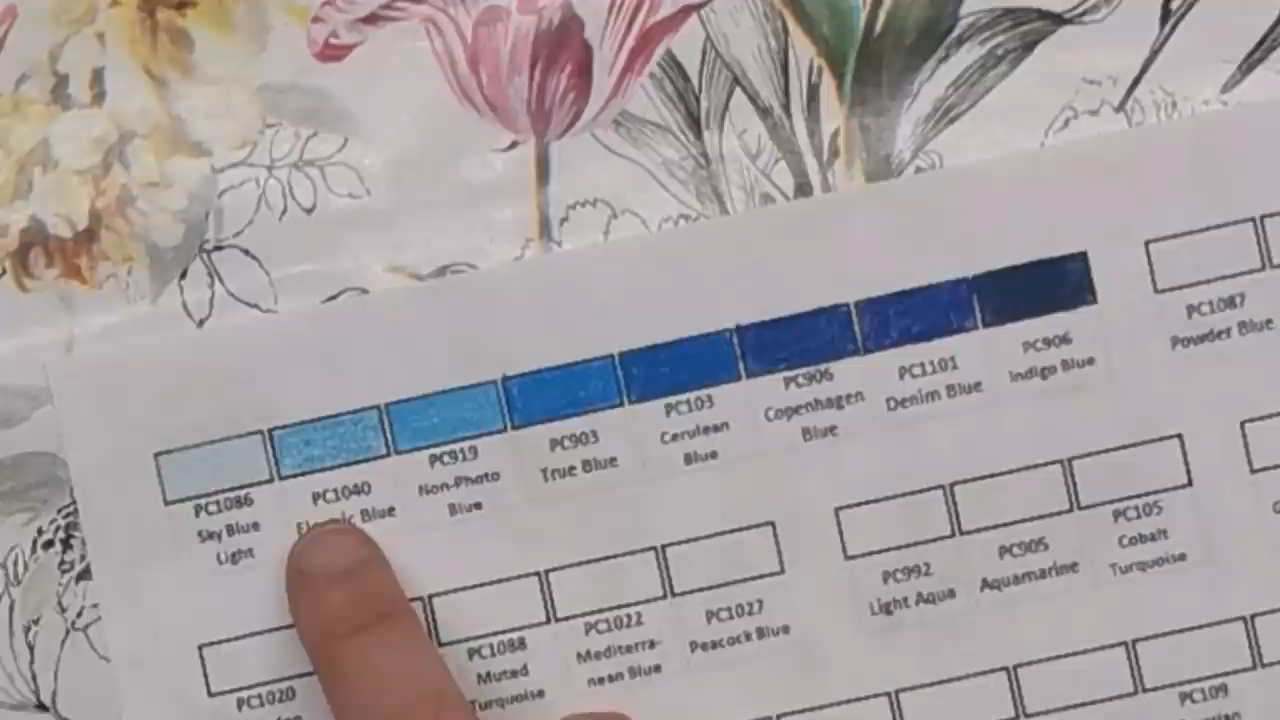 PC1086
Sky Blue
Light
PC1040
Blue
PC919
Non-Photo
Blue
PC903
True Blue
PC103
Cerulean
Blue
PC906
Copenhagen
Blue
PC1101
Denim Blue
PC906
Indigo Blue
PC1087
Powder Blue
PC1020
PC1088
Muted
Turquoise
PC1022
Mediterra-
nean Blue
PC1027
Peacock Blue
PC992
Light Aqua
PC905
Aquamarine
PC105
Cobalt
Turquoise
PC109